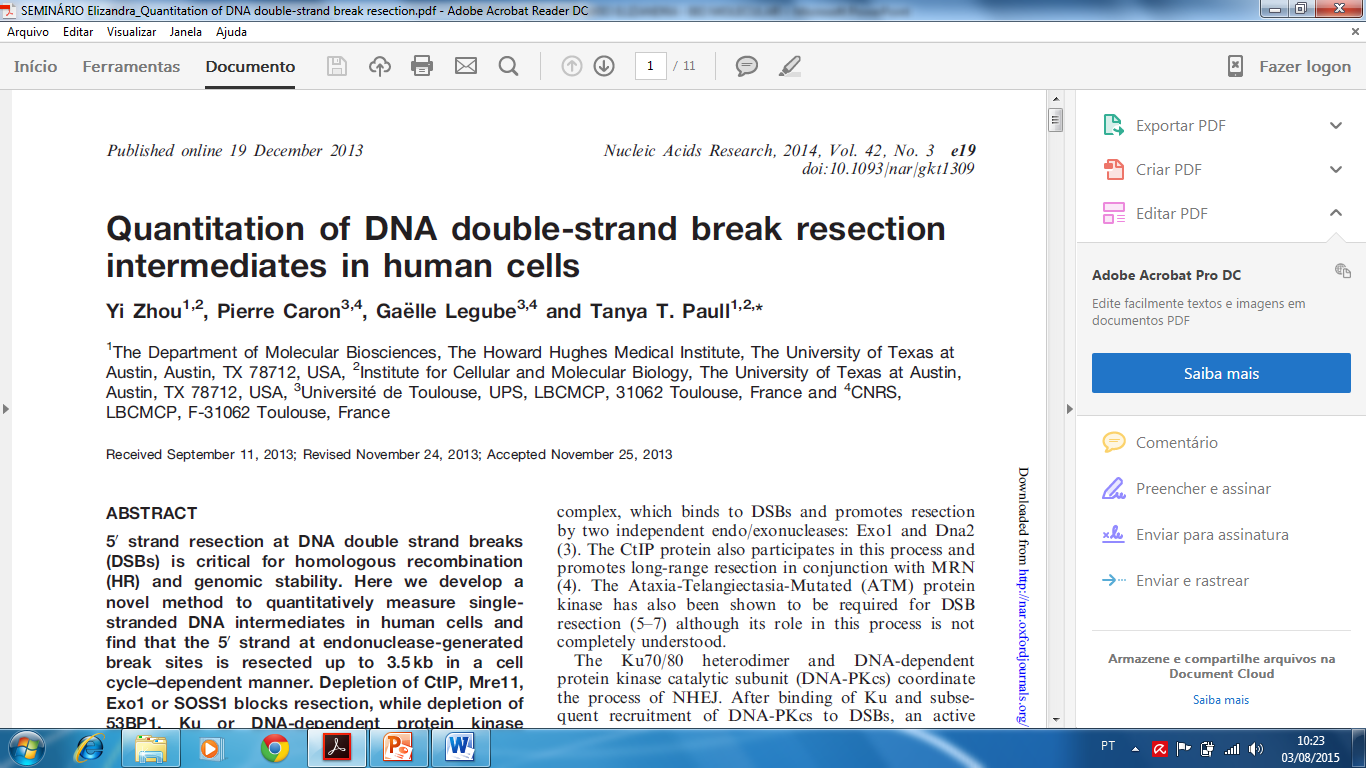 SEMINÁRIO Elizandra_Quantitation of DNA double-strand break resection.pdf - Adobe Acrobat Reader DC
Arquivo Editar Visualizar Janela Ajuda
Início Ferramentas Documento 1 / 11 Fazer logon
Published online 19 December 2013
Nucleic Acids Research, 2014, Vol. 42, No. 3 e19
doi:10.1093/nar/gkt1309
Quantitation of DNA double-strand break resection
intermediates in human cells
Yi Zhou1,2, Pierre Caron3,4, Gaëlle Legube3,4 and Tanya T. Paull1,2,*
1The Department of Molecular Biosciences, The Howard Hughes Medical Institute, The University of Texas at
Austin, Austin, TX 78712, USA, 2Institute for Cellular and Molecular Biology, The University of Texas at Austin,
Austin, TX 78712, USA, 3Université de Toulouse, UPS, LBCMCP, 31062 Toulouse, France and 4CNRS,
LBCMCP, F-31062 Toulouse, France
Received September 11, 2013; Revised November 24, 2013; Accepted November 25, 2013
ABSTRACT
5′ strand resection at DNA double strand breaks
(DSBs) is critical for homologous recombination
(HR) and genomic stability. Here we develop a
novel method to quantitatively measure single-
stranded DNA intermediates in human cells and
find that the 5′ strand at endonuclease-generated
break sites is resected up to 3.5 kb in a cell
cycle–dependent manner. Depletion of CtIP, Mre11,
Exo1 or SOSS1 blocks resection, while depletion of
53BP1, Ku or DNA-dependent protein kinase
complex, which binds to DSBs and promotes resection
by two independent endo/exonucleases: Exo1 and Dna2
(3). The CtIP protein also participates in this process and
promotes long-range resection in conjunction with MRN
(4). The Ataxia-Telangiectasia-Mutated (ATM) protein
kinase has also been shown to be required for DSB
resection (5–7) although its role in this process is not
completely understood.
The Ku70/80 heterodimer and DNA-dependent
protein kinase catalytic subunit (DNA-PKcs) coordinate
the process of NHEJ. After binding of Ku and subse-
quent recruitment of DNA-PKcs to DSBs, an active
Downloaded from http://nar.oxfordjournals.org/
Exportar PDF
Criar PDF
Editar PDF
Adobe Acrobat Pro DC
Edite facilmente textos e imagens em
documentos PDF
Saiba mais
Comentário
Preencher e assinar
Enviar para assinatura
Enviar e rastrear
Armazene e compartilhe arquivos na
Document Cloud
Saiba mais
PT
10:23
03/08/2015